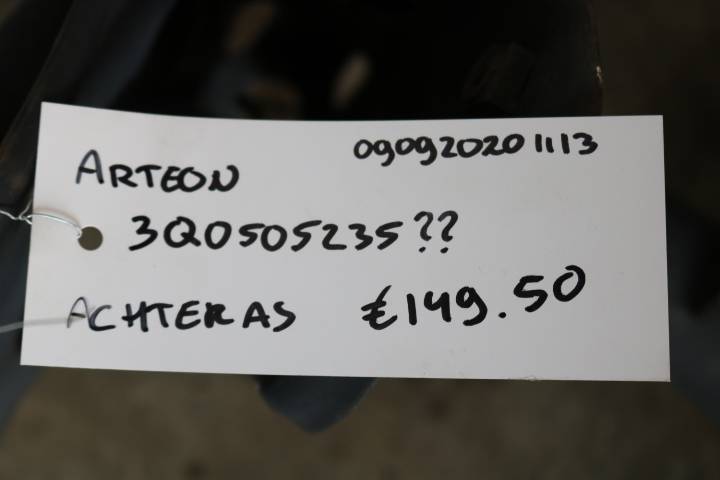 ARTEON 09092020 1113
3Q0505235??
ACHTERAS €149.50